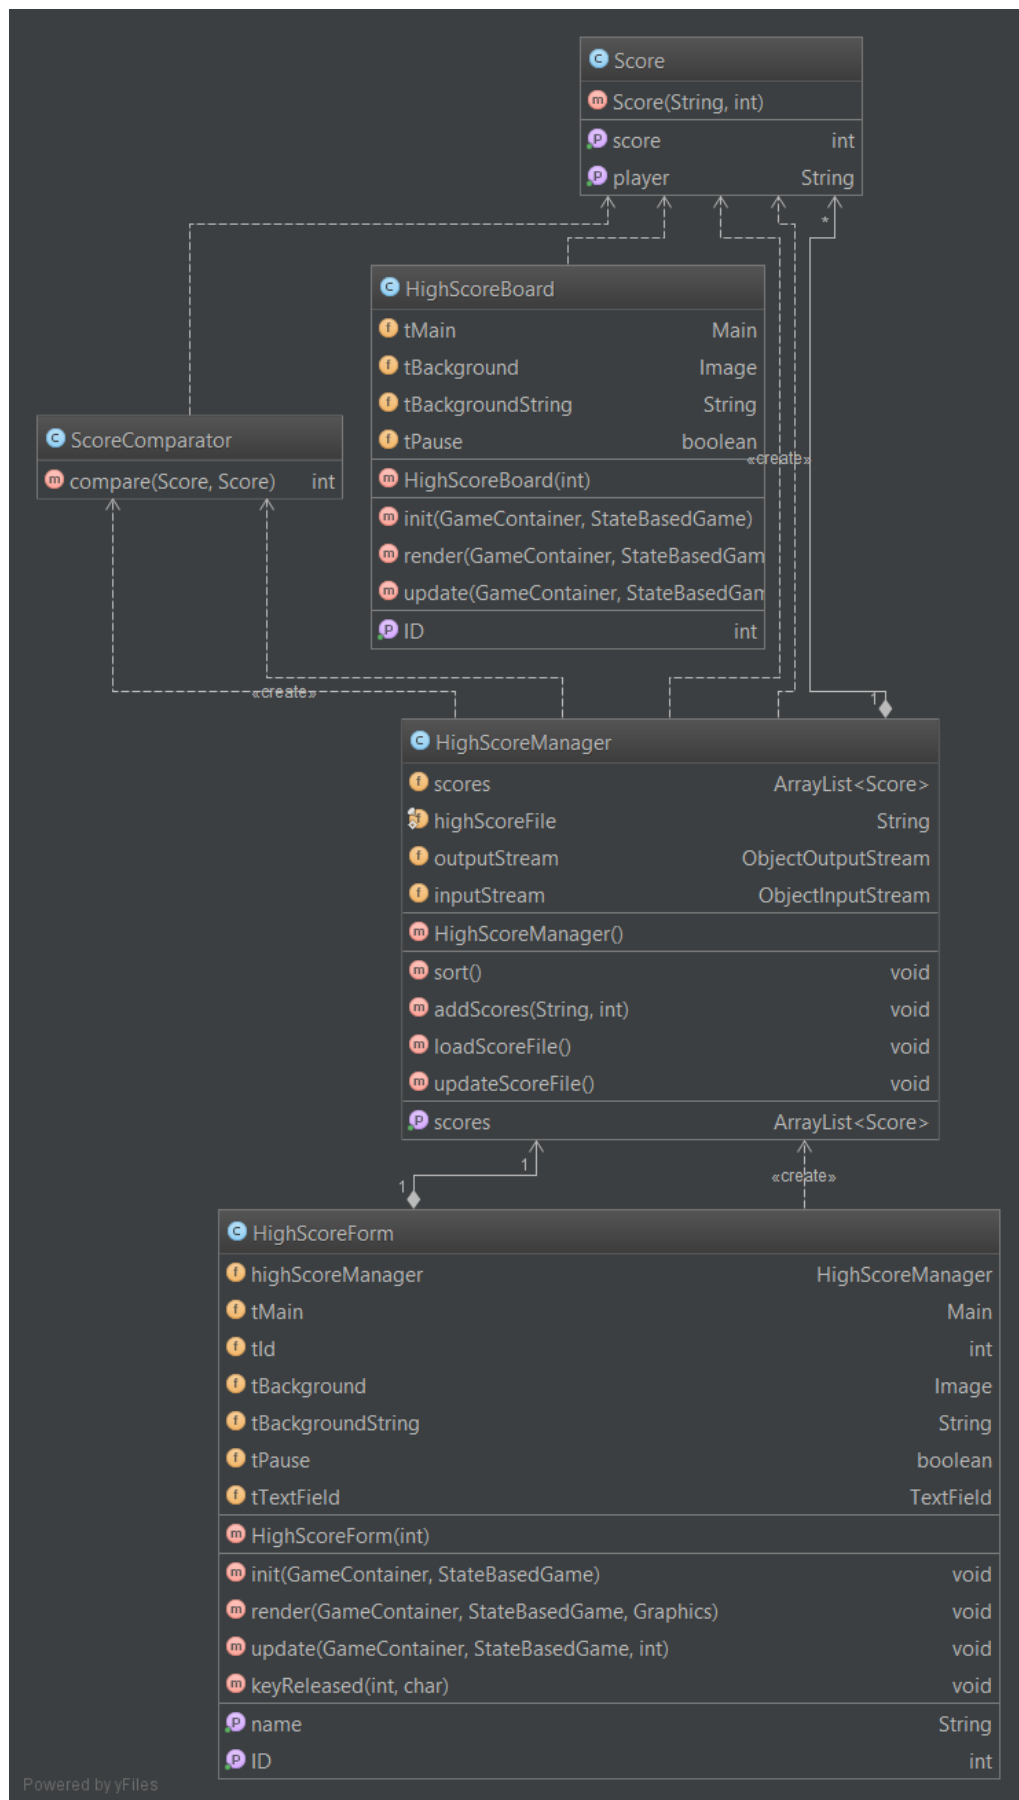 Score
Score(String, int)
score int
player String
*
HighScoreBoard
tMain Main
tBackground Image
tBackgroundString String
tPause boolean
«create»
HighScoreBoard(int)
init(GameContainer, StateBasedGame)
render(GameContainer, StateBasedGam
update(GameContainer, StateBasedGam
ID int
ScoreComparator
compare(Score, Score) int
«create»
1
HighScoreManager
scores ArrayList<Score>
highScoreFile String
outputStream ObjectOutputStream
inputStream ObjectInputStream
HighScoreManager()
sort() void
addScores(String, int) void
loadScoreFile() void
updateScoreFile() void
scores ArrayList<Score>
1
«create»
1
HighScoreForm
highScoreManager HighScoreManager
tMain Main
tId int
tBackground Image
tBackgroundString String
tPause boolean
tTextField TextField
HighScoreForm(int)
init(GameContainer, StateBasedGame) void
render(GameContainer, StateBasedGame, Graphics) void
update(GameContainer, StateBasedGame, int) void
keyReleased(int, char) void
name String
ID int
Powered by yFiles